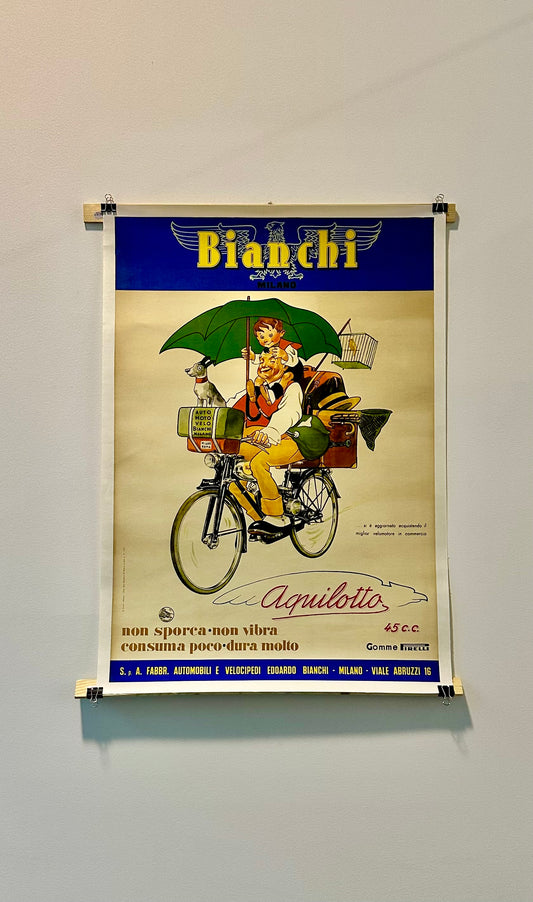 Bianchi
MILANO
AUTO
MOTO
VELO
BIANCHI
MILANO
... si è aggiornato acquistando il
miglior velomotore in commercio
Aquilotto
45 c.c.
non sporca·non vibra
consuma poco·dura molto
Gomme PIRELLI
S. p. A. FABBR. AUTOMOBILI E VELOCIPEDI EDOARDO BIANCHI - MILANO - VIALE ABRUZZI 16